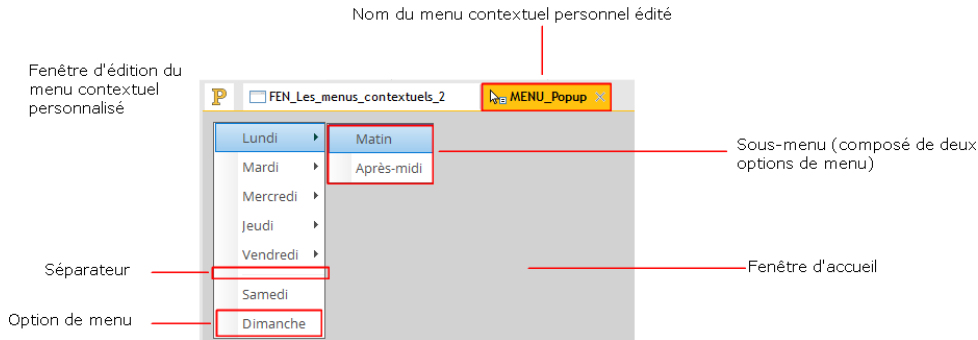 Nom du menu contextuel personnel édité
Fenêtre d'édition du
menu contextuel
personnalisé
P
FEN_Les_menus_contextuels_2
MENU_Popup
Lundi
Matin
Sous-menu (composé de deux
options de menu)
Mardi
Après-midi
Mercredi
Jeudi
Vendredi
Séparateur
Fenêtre d'accueil
Samedi
Option de menu
Dimanche